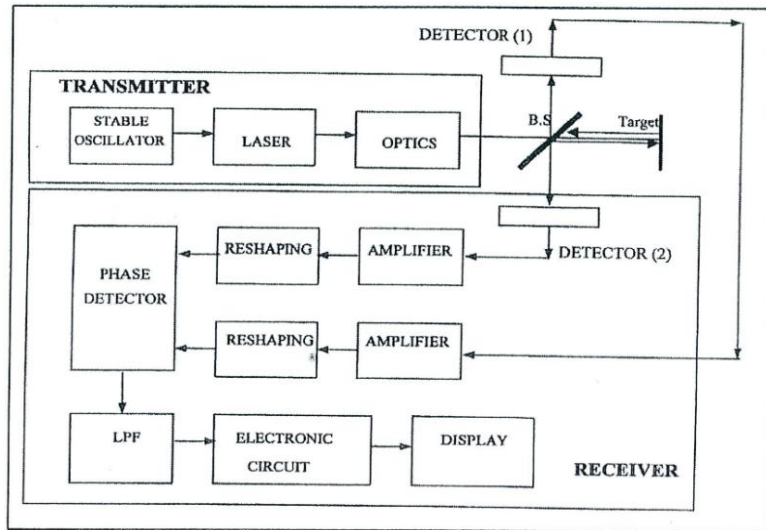 DETECTOR (1)
TRANSMITTER
STABLE
OSCILLATOR
LASER
OPTICS
B.S
Target
DETECTOR (2)
RESHAPING
AMPLIFIER
PHASE
DETECTOR
RESHAPING
AMPLIFIER
LPF
ELECTRONIC
CIRCUIT
DISPLAY
RECEIVER